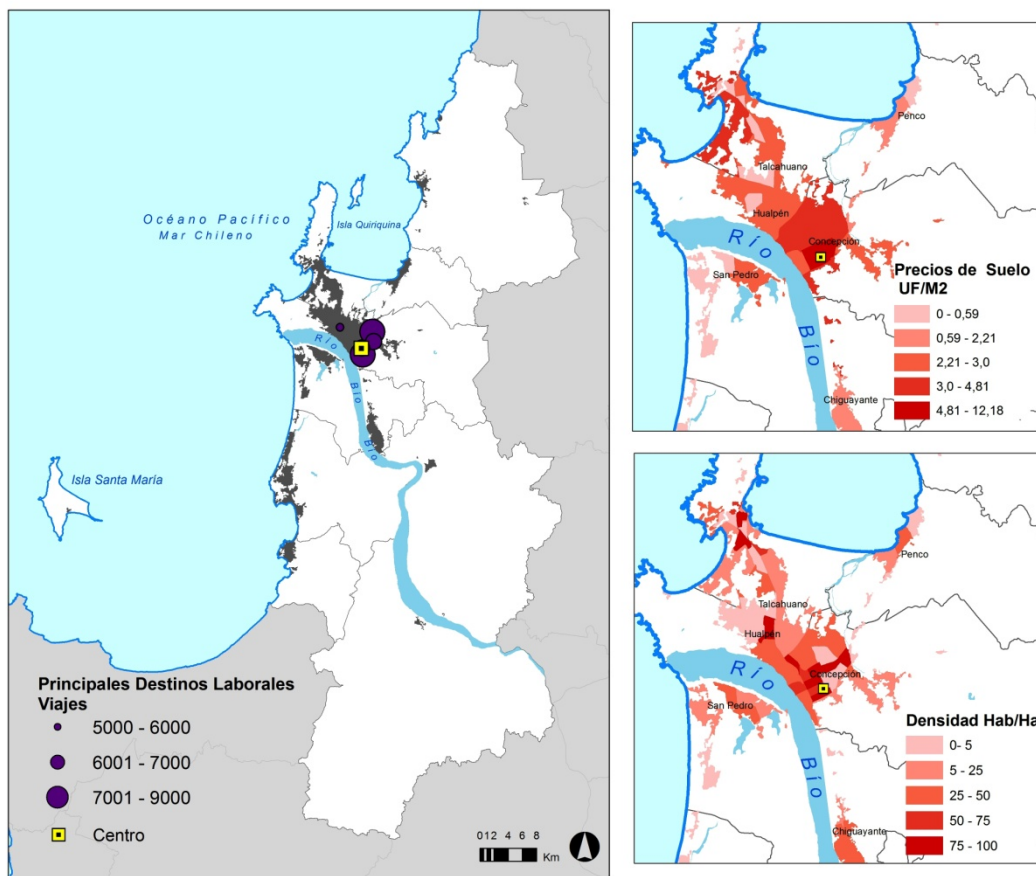 Océano Pacífico
Mar Chileno
Isla Quiriquina
Río
Bío
Bío
Isla Santa María
Principales Destinos Laborales
Viajes
5000 - 6000
6001 - 7000
7001 - 9000
Centro
0 1 2 4 6 8
Km
Penco
Talcahuano
Hualpén
Concepción
San Pedro
Río
Bío
Chiguayante
Precios de Suelo
UF/M2
0 - 0,59
0,59 - 2,21
2,21 - 3,0
3,0 - 4,81
4,81 - 12,18
Penco
Talcahuano
Hualpén
Concepción
San Pedro
Río
Bío
Chiguayante
Densidad Hab/Ha
0- 5
5 - 25
25 - 50
50 - 75
75 - 100